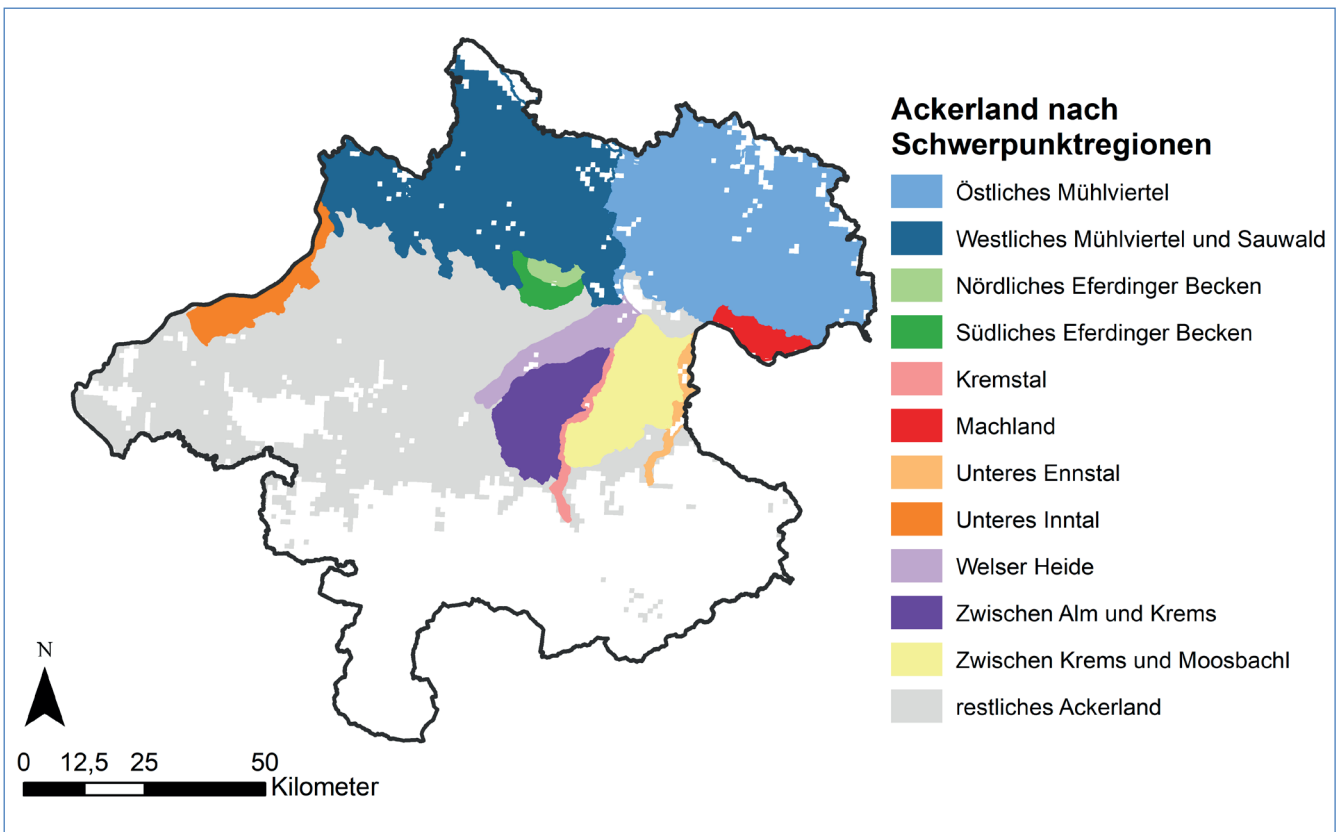 Ackerland nach
Schwerpunktregionen
Östliches Mühlviertel
Westliches Mühlviertel und Sauwald
Nördliches Eferdinger Becken
Südliches Eferdinger Becken
Kremstal
Machland
Unteres Ennstal
Unteres Inntal
Welser Heide
Zwischen Alm und Krems
Zwischen Krems und Moosbachl
restliches Ackerland
N
0 12,5 25 50
Kilometer